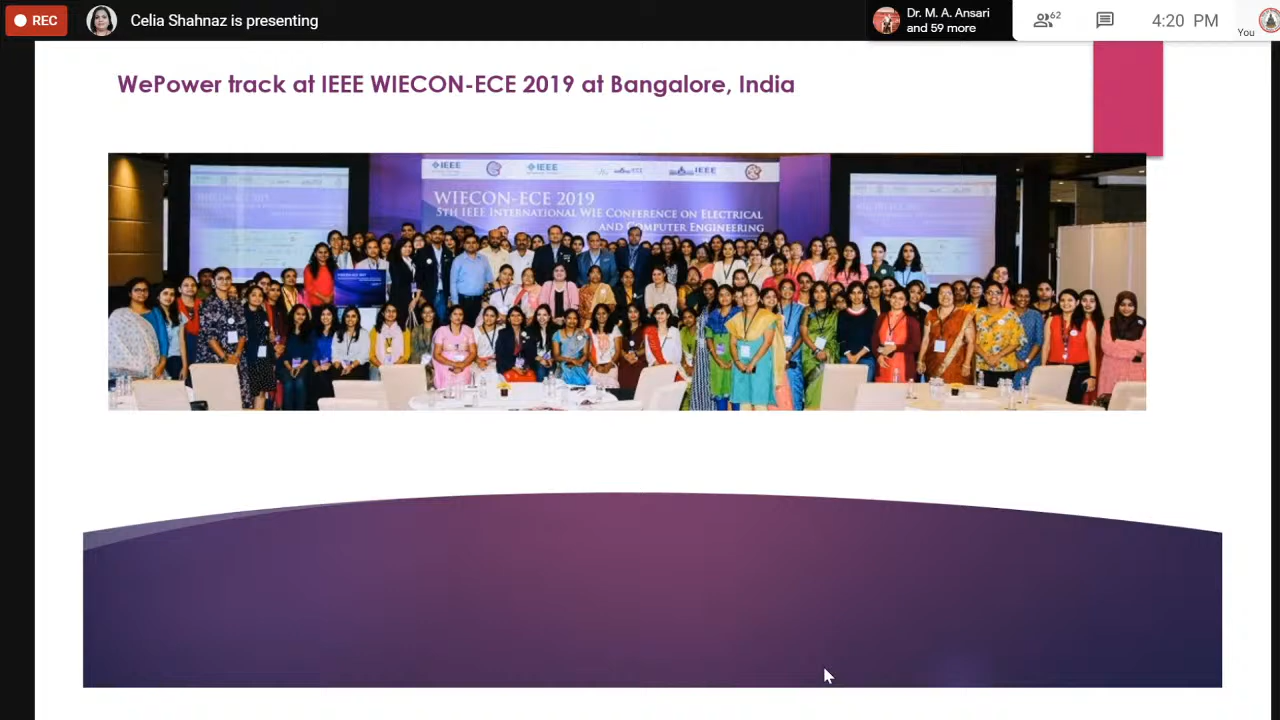 REC
Celia Shahnaz is presenting
Dr. M. A. Ansari
and 59 more
62
4:20 PM
You
WePower track at IEEE WIECON-ECE 2019 at Bangalore, India
IEEE
IEEE
IEEE
WIECON-ECE 2019
5TH IEEE INTERNATIONAL WIE CONFERENCE ON ELECTRICAL
AND COMPUTER ENGINEERING